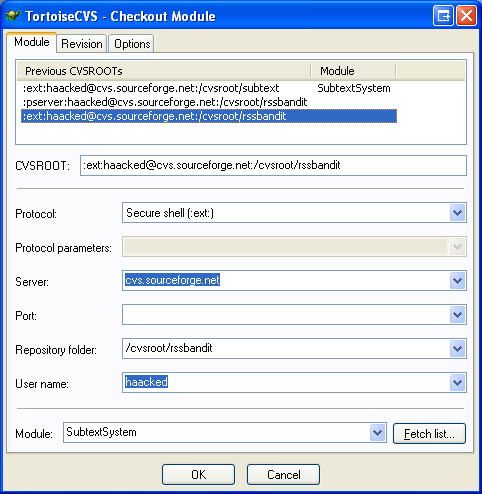 TortoiseCVS - Checkout Module
Module Revision Options
Previous CVSROOTs Module
:ext:haacked@cvs.sourceforge.net:/cvsroot/subtext SubtextSystem
:pserver:haacked@cvs.sourceforge.net:/cvsroot/rssbandit
:ext:haacked@cvs.sourceforge.net:/cvsroot/rssbandit
CVSROOT: :ext:haacked@cvs.sourceforge.net:/cvsroot/rssbandit
Protocol: Secure shell (:ext:)
Protocol parameters:
Server: cvs.sourceforge.net
Port:
Repository folder: /cvsroot/rssbandit
User name: haacked
Module: SubtextSystem Fetch list...
OK Cancel